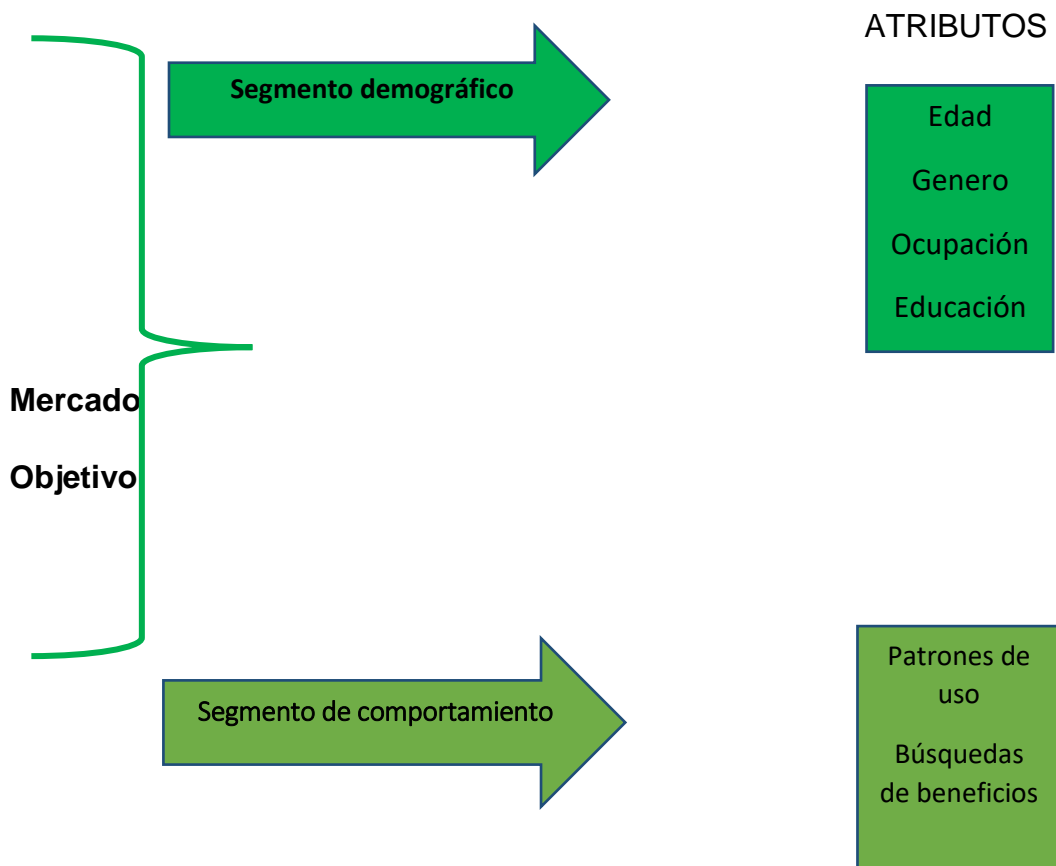 ATRIBUTOS
Segmento demográfico
Edad
Genero
Ocupación
Educación
Mercado
Objetivo
Segmento de comportamiento
Patrones de
uso
Búsquedas
de beneficios